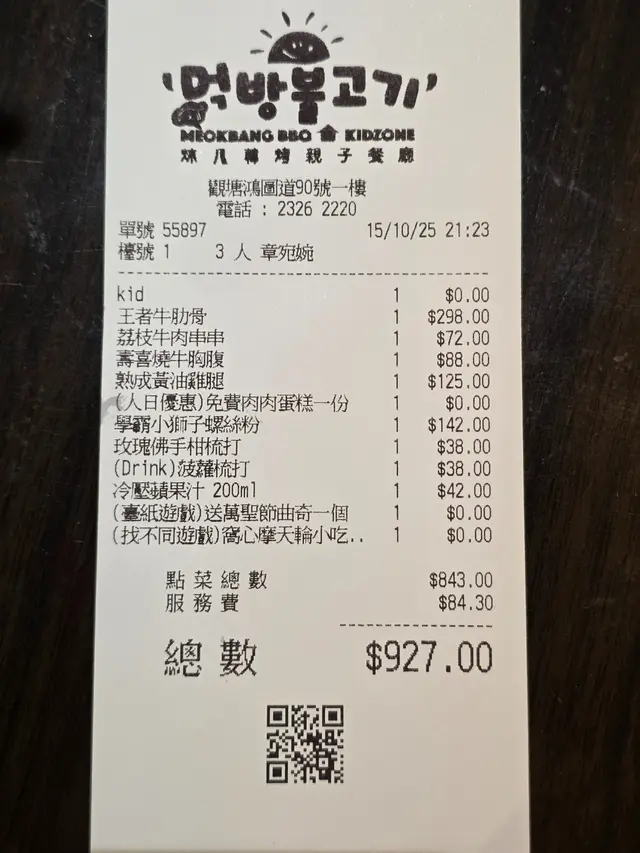 '먹방불고기'
MEOKBANG BBQ KIDZONE
韓烤親子餐廳
觀塘鴻圖道90號一樓
電話 : 2326 2220
單號 55897 15/10/25 21:23
檯號 1 3 人 章宛婉
kid 1 $0.00
王者牛肋骨 1 $298.00
荔枝牛肉串串 1 $72.00
壽喜燒牛胸腹 1 $88.00
熟成黃油雞腿 1 $125.00
(人日優惠)免費肉肉蛋糕一份 1 $0.00
學霸小獅子螺絲粉 1 $142.00
玫瑰佛手柑梳打 1 $38.00
(Drink)菠蘿梳打 1 $38.00
冷壓蘋果汁 200ml 1 $42.00
(臺紙遊戲)送萬聖節曲奇一個 1 $0.00
(找不同遊戲)窩心摩天輪小吃.. 1 $0.00
點菜總數 $843.00
服務費 $84.30
總數 $927.00